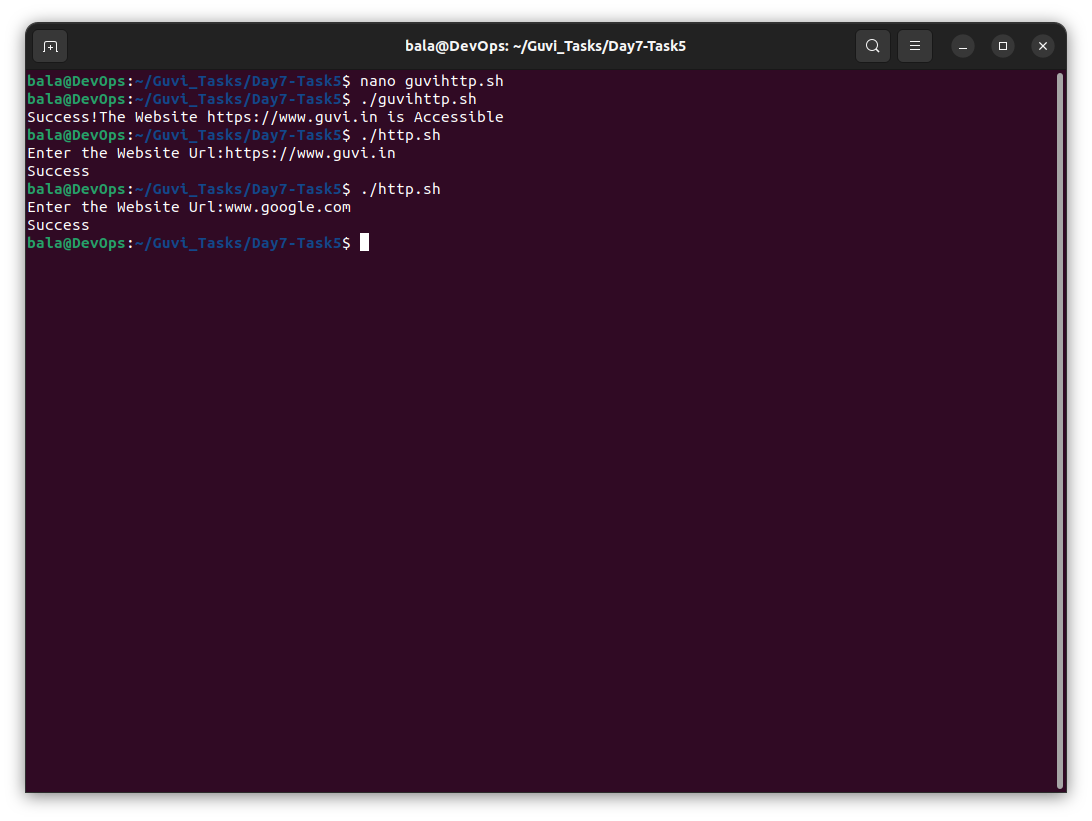 bala@DevOps: ~/Guvi_Tasks/Day7-Task5
bala@DevOps:~/Guvi_Tasks/Day7-Task5$ nano guvihttp.sh
bala@DevOps:~/Guvi_Tasks/Day7-Task5$ ./guvihttp.sh
Success!The Website https://www.guvi.in is Accessible
bala@DevOps:~/Guvi_Tasks/Day7-Task5$ ./http.sh
Enter the Website Url:https://www.guvi.in
Success
bala@DevOps:~/Guvi_Tasks/Day7-Task5$ ./http.sh
Enter the Website Url:www.google.com
Success
bala@DevOps:~/Guvi_Tasks/Day7-Task5$